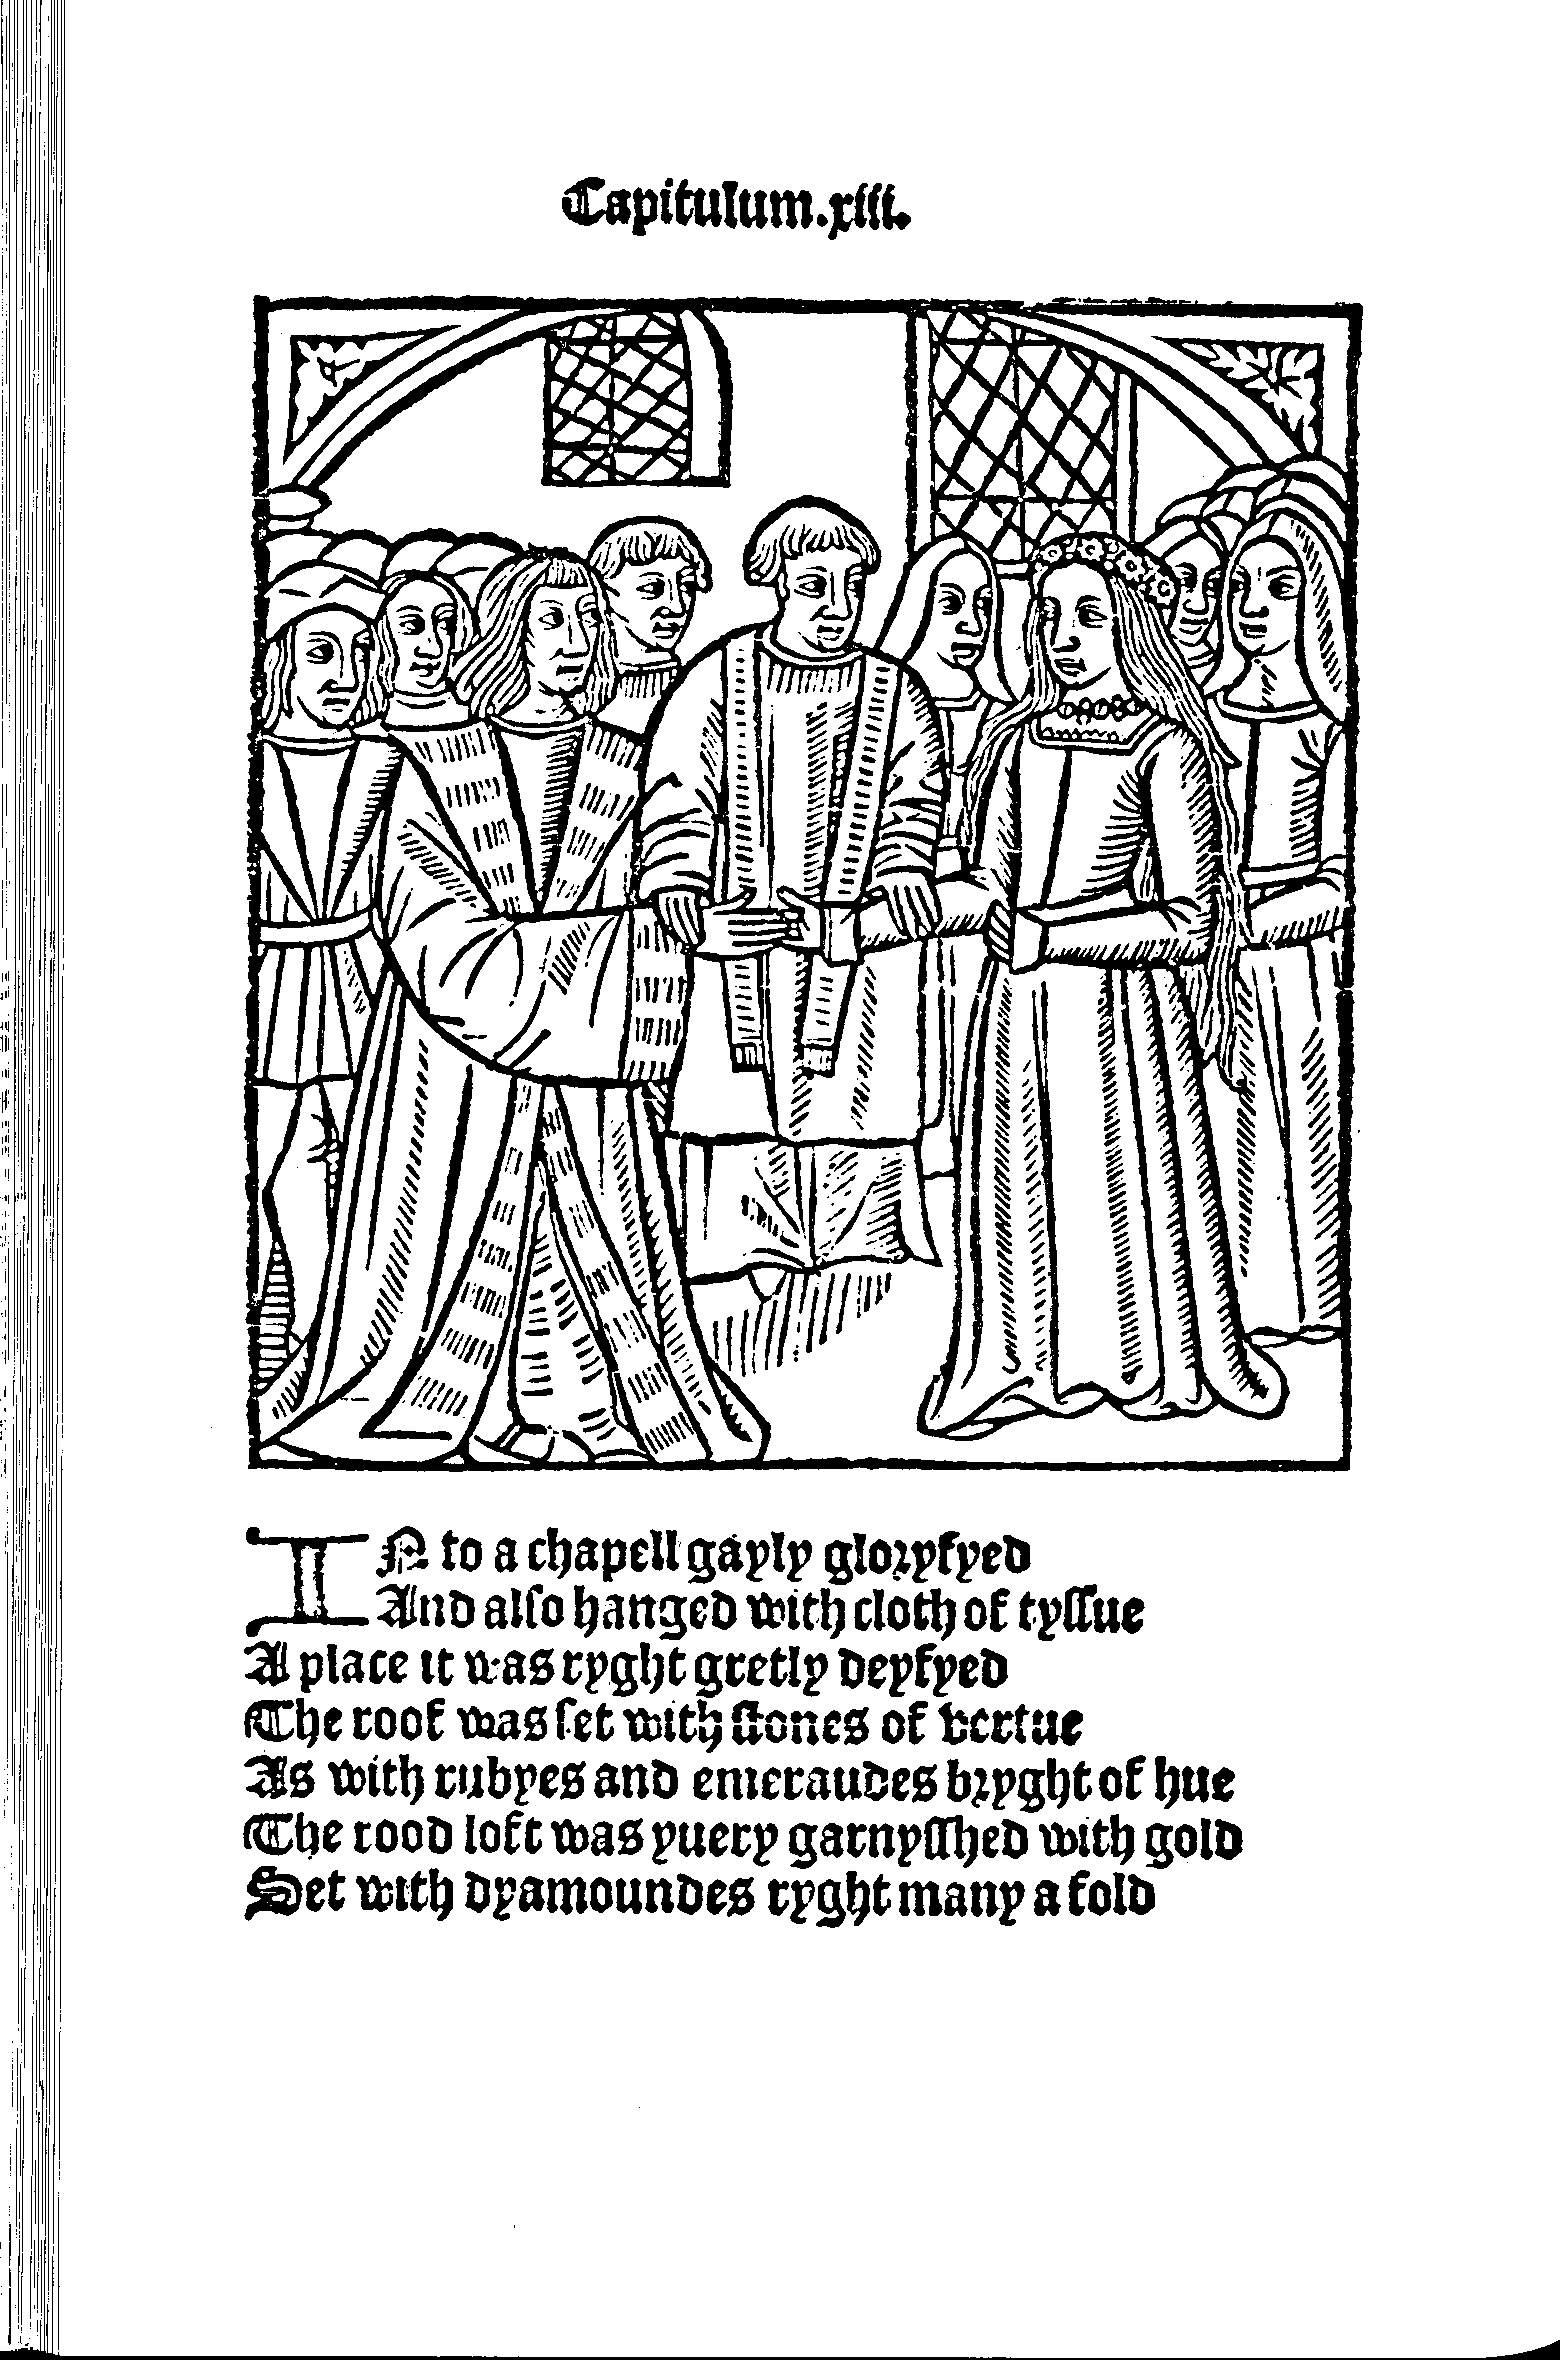 Capitulum.xiii.
IN to a chapell gayly gloryfyed
And also hanged with cloth of tyssue
A place it was ryght gretly deyfyed
The roof was set with stones of vertue
As with rubyes and emeraudes bryght of hue
The rood loft was yuery garnysshed with gold
Set with dyamoundes ryght many a fold